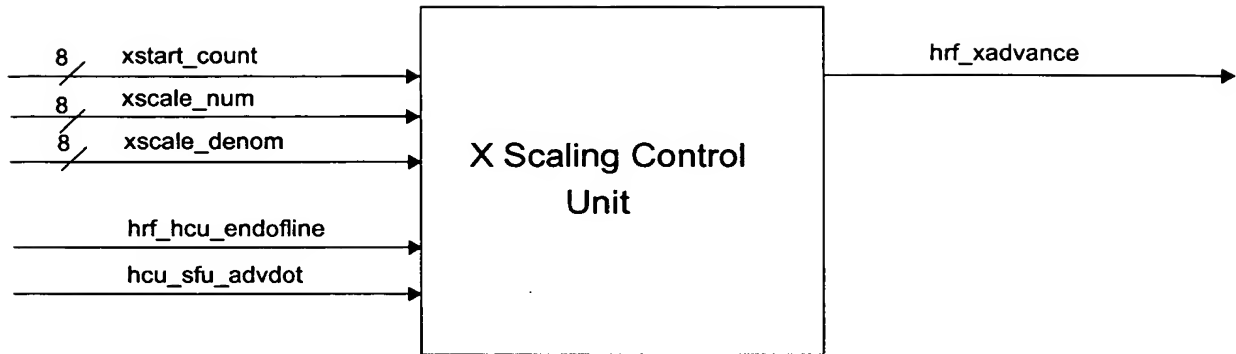 8 xstart_count
8 xscale_num
8 xscale_denom
hrf_hcu_endofline
hcu_sfu_advdot
X Scaling Control
Unit
hrf_xadvance